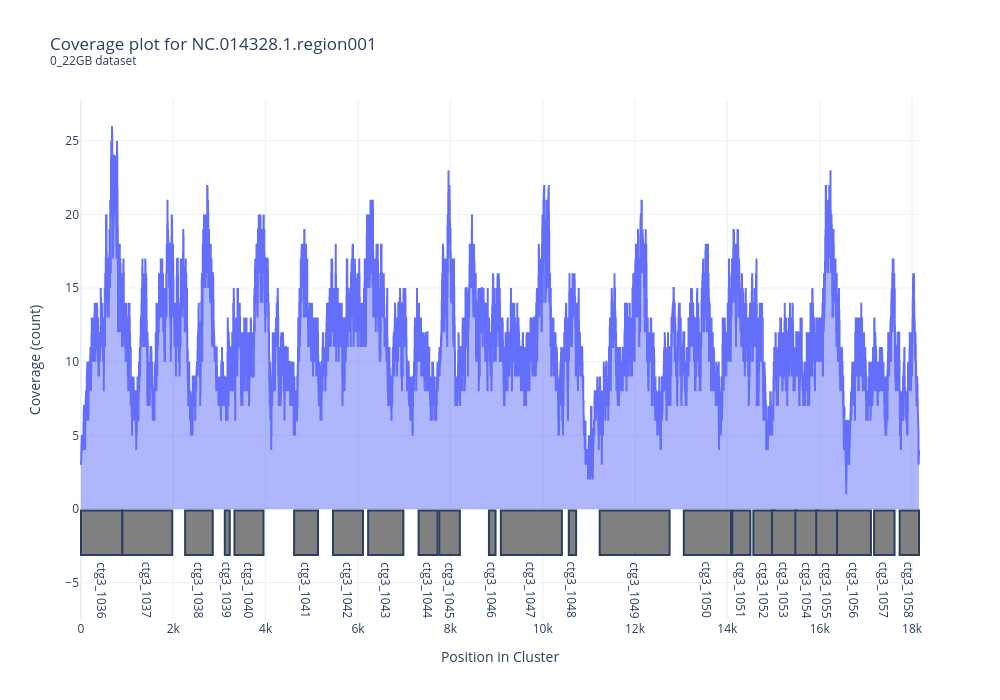 Coverage plot for NC.014328.1.region001
0_22GB dataset
Coverage (count)
25
20
15
10
5
0
−5
ctg3_1036
ctg3_1037
ctg3_1038
ctg3_1039
ctg3_1040
ctg3_1041
ctg3_1042
ctg3_1043
ctg3_1044
ctg3_1045
ctg3_1046
ctg3_1047
ctg3_1048
ctg3_1049
ctg3_1050
ctg3_1051
ctg3_1052
ctg3_1053
ctg3_1054
ctg3_1055
ctg3_1056
ctg3_1057
ctg3_1058
0 2k 4k 6k 8k 10k 12k 14k 16k 18k
Position in Cluster